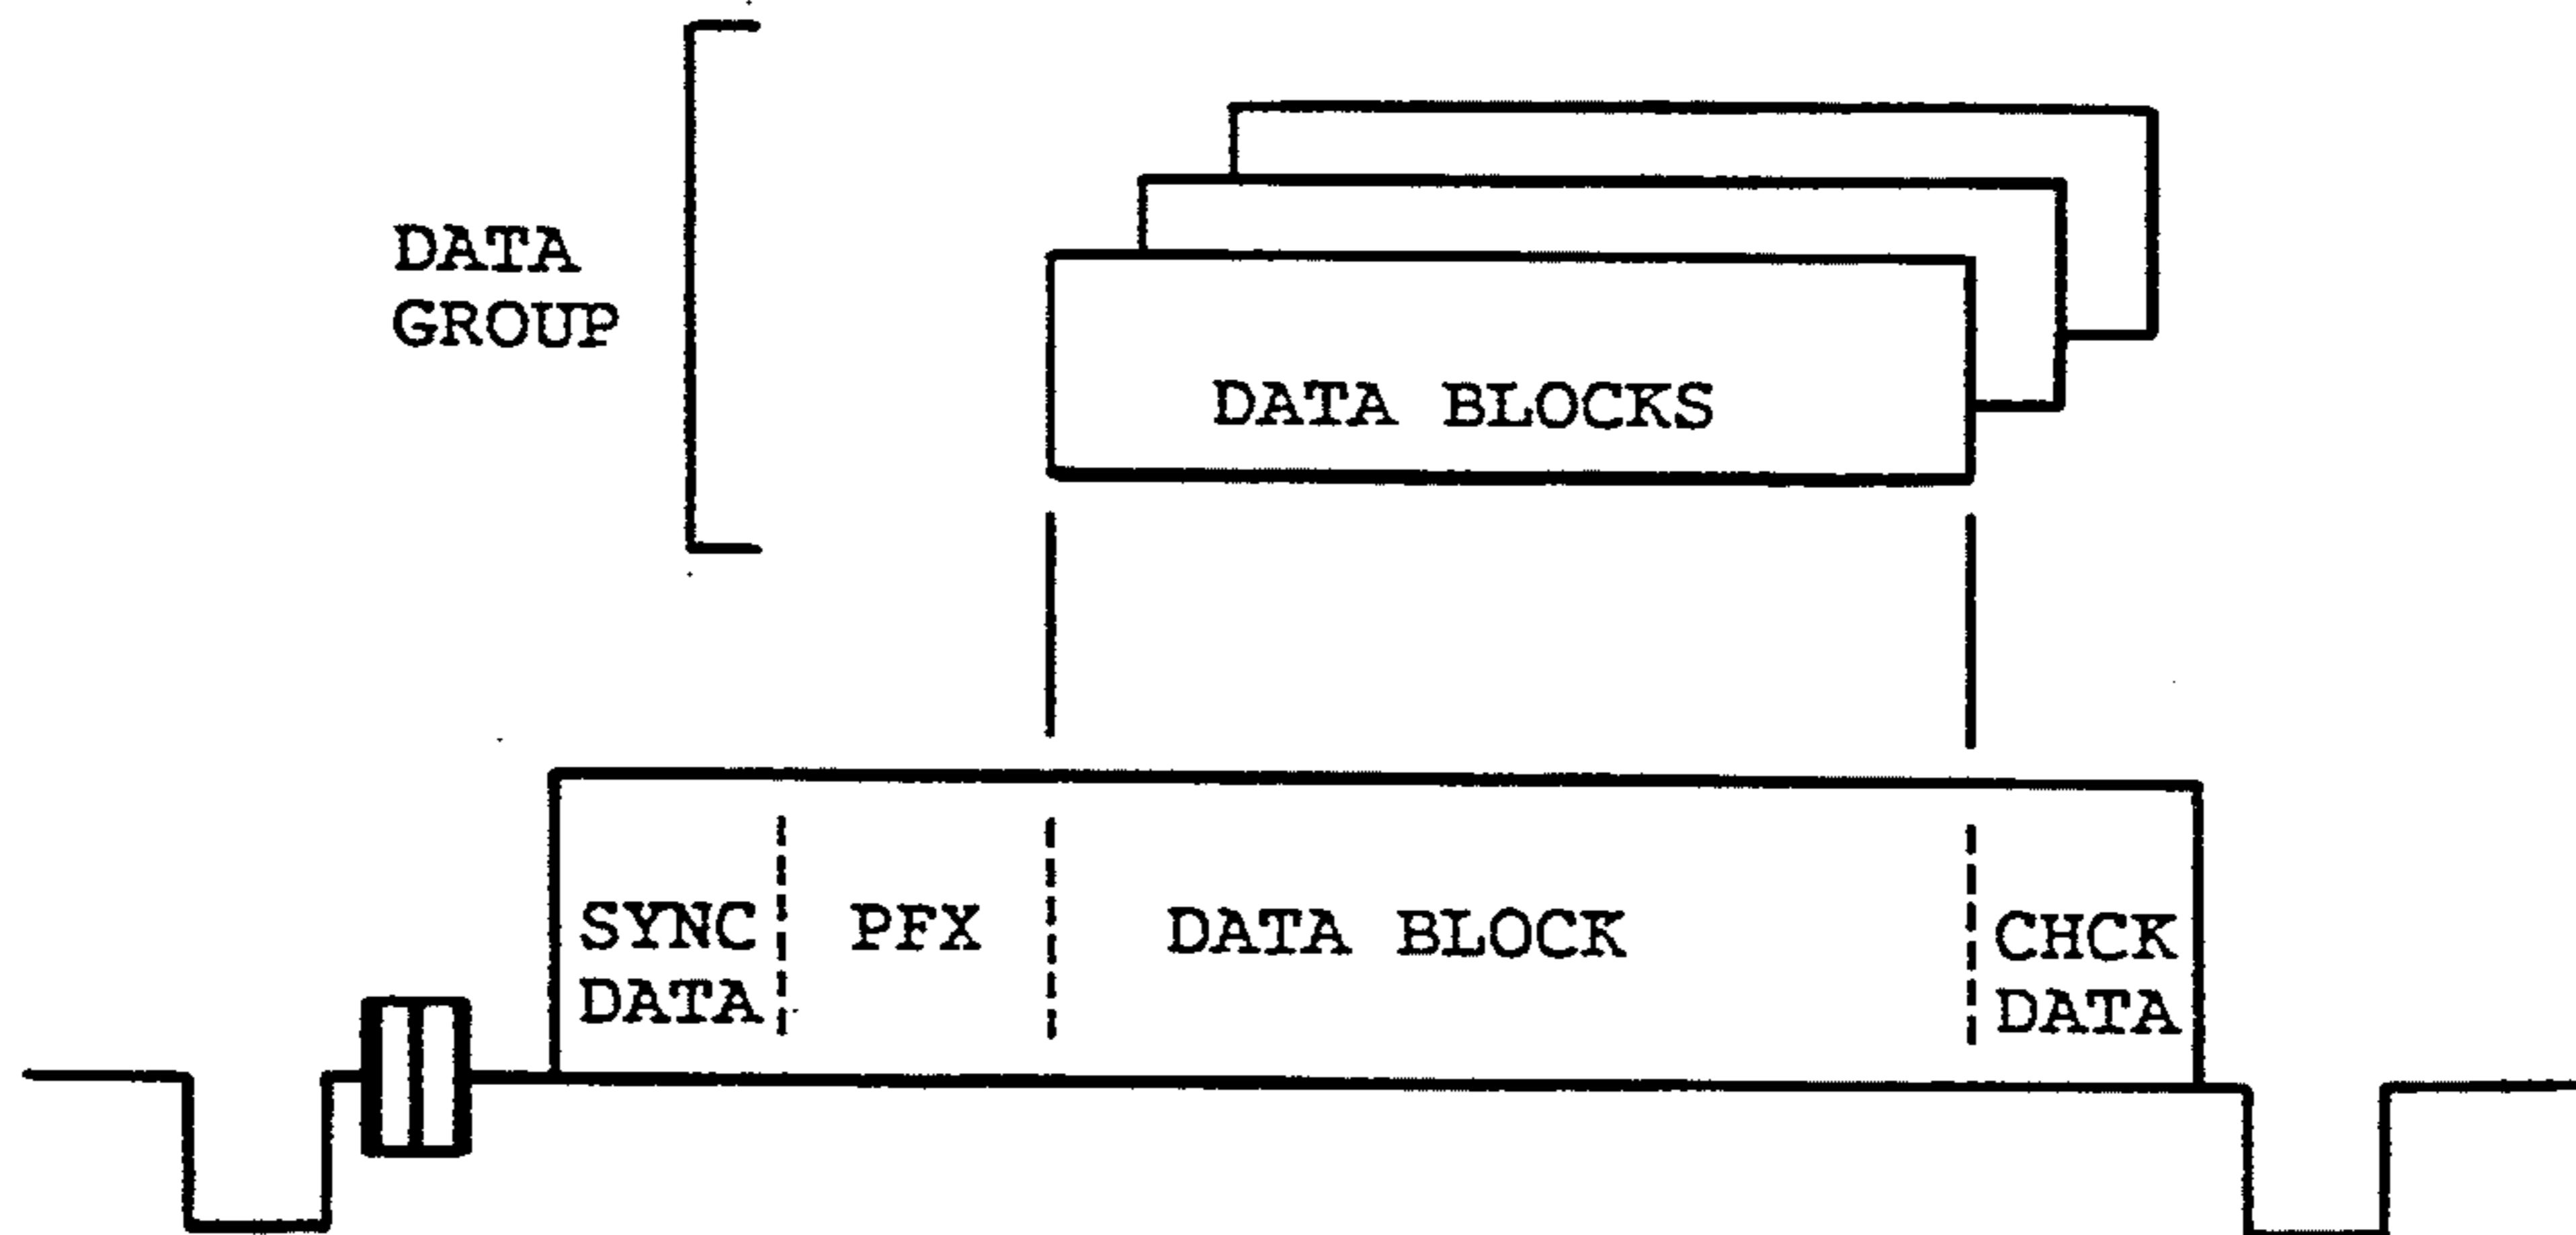 DATA
GROUP
DATA BLOCKS
SYNC
DATA
PFX
DATA BLOCK
CHCK
DATA